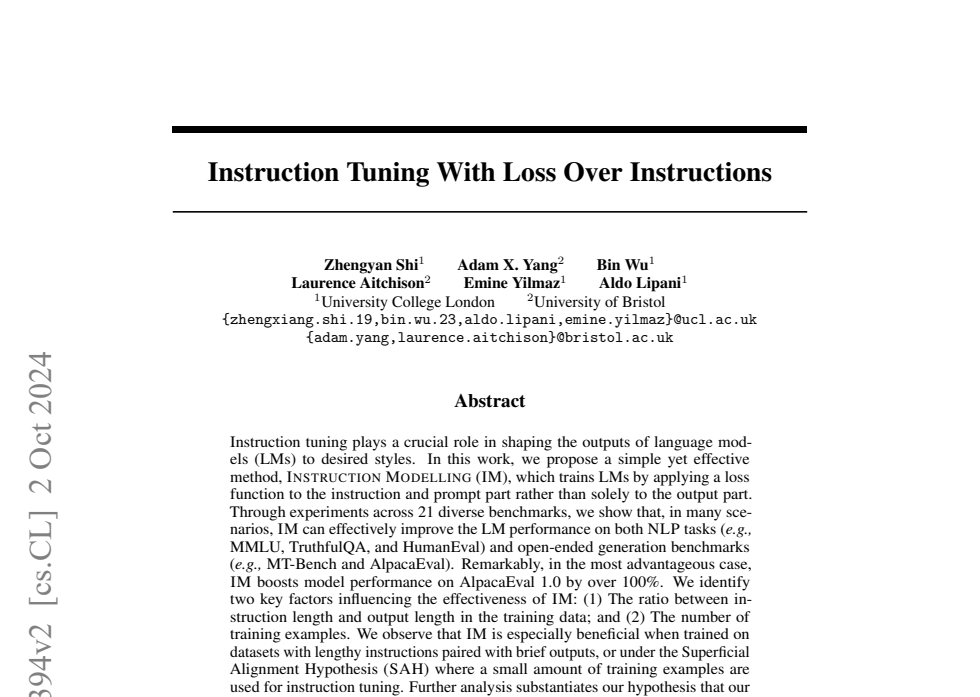 Instruction Tuning With Loss Over Instructions
Zhengyan Shi¹ Adam X. Yang² Bin Wu¹
Laurence Aitchison² Emine Yilmaz¹ Aldo Lipani¹
¹University College London ²University of Bristol
{zhengxiang.shi.19,bin.wu.23,aldo.lipani,emine.yilmaz}@ucl.ac.uk
{adam.yang,laurence.aitchison}@bristol.ac.uk
Abstract
Instruction tuning plays a crucial role in shaping the outputs of language mod-
els (LMs) to desired styles. In this work, we propose a simple yet effective
method, INSTRUCTION MODELLING (IM), which trains LMs by applying a loss
function to the instruction and prompt part rather than solely to the output part.
Through experiments across 21 diverse benchmarks, we show that, in many sce-
narios, IM can effectively improve the LM performance on both NLP tasks (e.g.,
MMLU, TruthfulQA, and HumanEval) and open-ended generation benchmarks
(e.g., MT-Bench and AlpacaEval). Remarkably, in the most advantageous case,
IM boosts model performance on AlpacaEval 1.0 by over 100%. We identify
two key factors influencing the effectiveness of IM: (1) The ratio between in-
struction length and output length in the training data; and (2) The number of
training examples. We observe that IM is especially beneficial when trained on
datasets with lengthy instructions paired with brief outputs, or under the Superficial
Alignment Hypothesis (SAH) where a small amount of training examples are
used for instruction tuning. Further analysis substantiates our hypothesis that our
394v2 [cs.CL] 2 Oct 2024